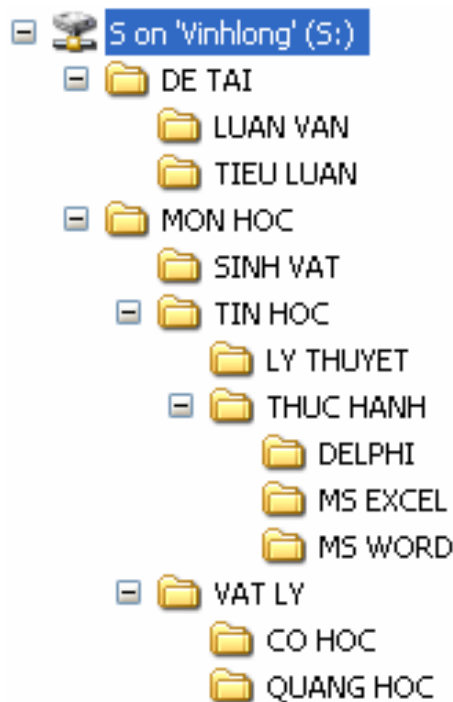 S on 'Vinhlong' (S:)
DE TAI
LUAN VAN
TIEU LUAN
MON HOC
SINH VAT
TIN HOC
LY THUYET
THUC HANH
DELPHI
MS EXCEL
MS WORD
VAT LY
CO HOC
QUANG HOC